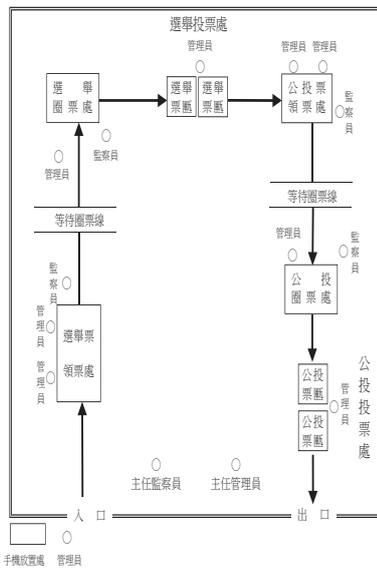 選舉投票處
管理員
管理員 管理員
選舉
圈票處
選舉
票匭
選舉
票匭
公投票
領票處
監察員
監察員
管理員
等待圈票線
等待圈票線
管理員
監察員
監察員
公投
圈票處
管理員
選舉票
領票處
管理員
公投
票匭
管理員
公投
票匭
公投投票處
主任監察員
主任管理員
入口
出口
手機放置處
管理員